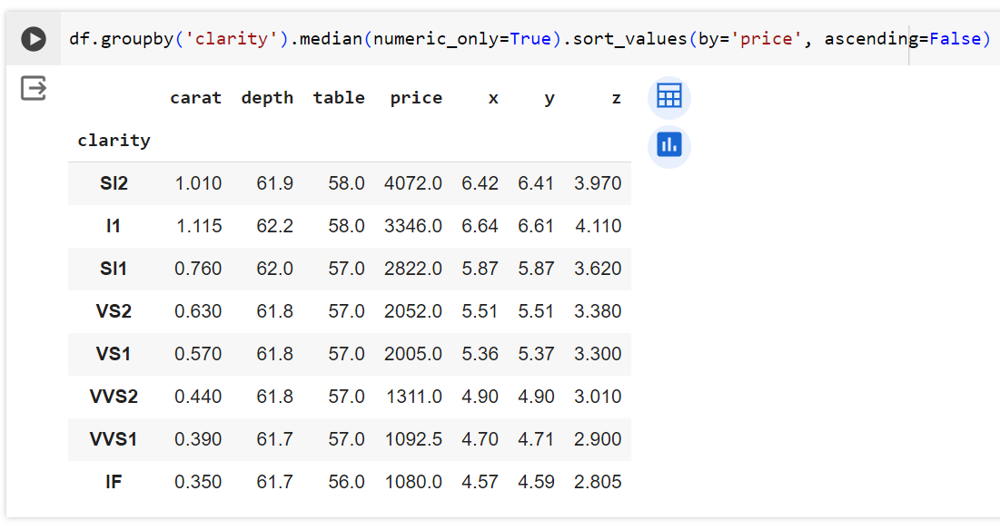 df.groupby('clarity').median(numeric_only=True).sort_values(by='price', ascending=False)
carat depth table price x y z
clarity
SI2 1.010 61.9 58.0 4072.0 6.42 6.41 3.970
I1 1.115 62.2 58.0 3346.0 6.64 6.61 4.110
SI1 0.760 62.0 57.0 2822.0 5.87 5.87 3.620
VS2 0.630 61.8 57.0 2052.0 5.51 5.51 3.380
VS1 0.570 61.8 57.0 2005.0 5.36 5.37 3.300
VVS2 0.440 61.8 57.0 1311.0 4.90 4.90 3.010
VVS1 0.390 61.7 57.0 1092.5 4.70 4.71 2.900
IF 0.350 61.7 56.0 1080.0 4.57 4.59 2.805